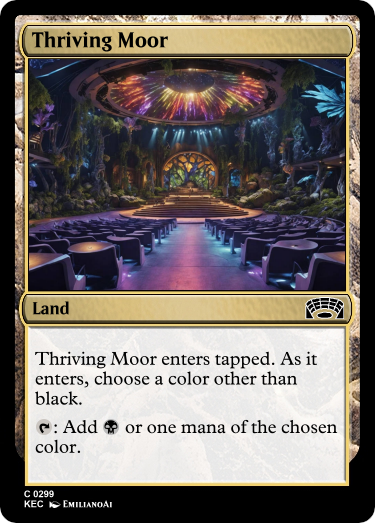 Thriving Moor
Land
Thriving Moor enters tapped. As it
enters, choose a color other than
black.
: Add or one mana of the chosen
color.
C 0299
KEC EmilianoAi